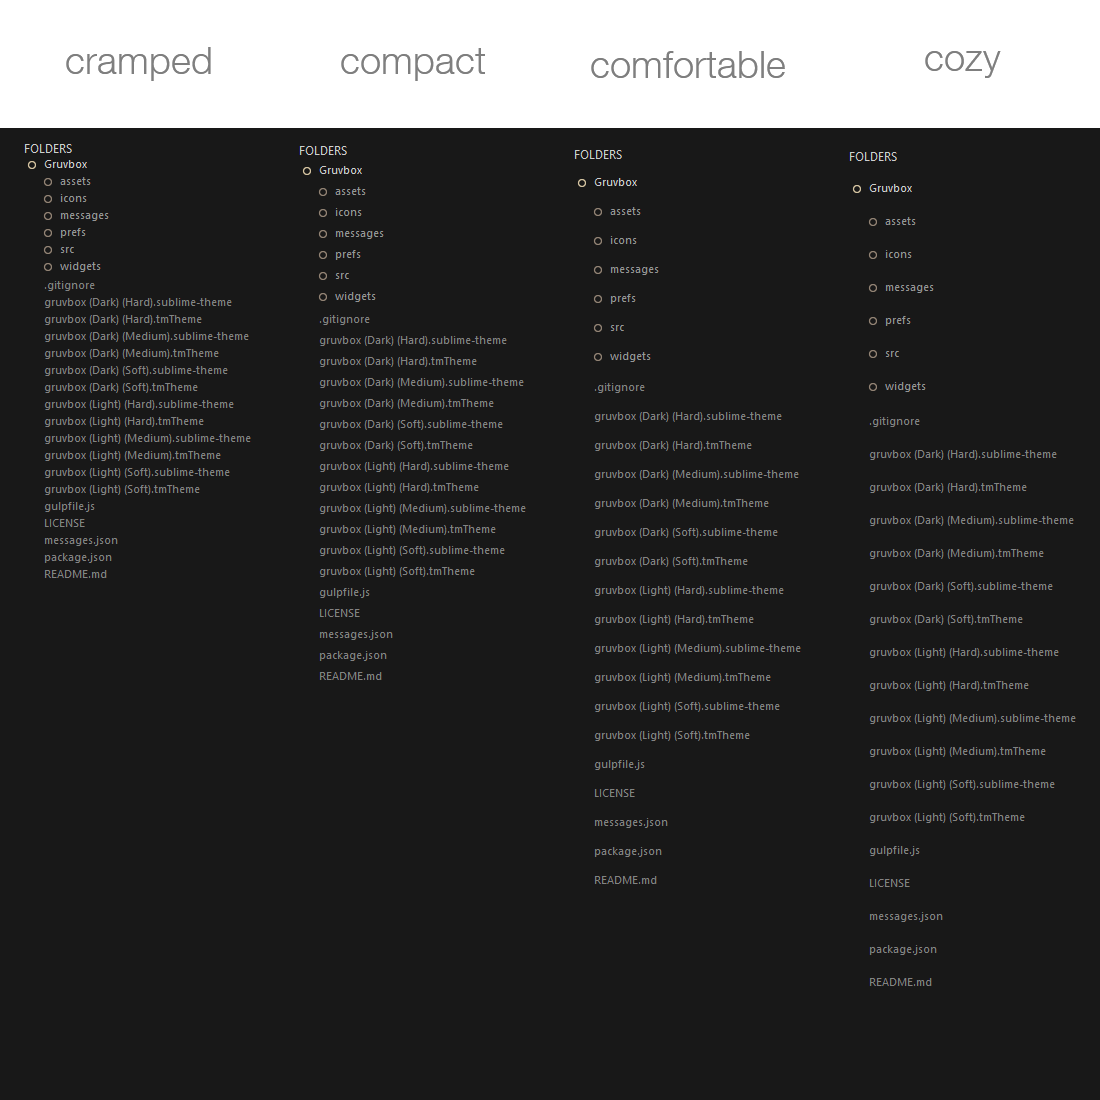 cramped
compact
comfortable
cozy
FOLDERS
Gruvbox
assets
icons
messages
prefs
src
widgets
.gitignore
gruvbox (Dark) (Hard).sublime-theme
gruvbox (Dark) (Hard).tmTheme
gruvbox (Dark) (Medium).sublime-theme
gruvbox (Dark) (Medium).tmTheme
gruvbox (Dark) (Soft).sublime-theme
gruvbox (Dark) (Soft).tmTheme
gruvbox (Light) (Hard).sublime-theme
gruvbox (Light) (Hard).tmTheme
gruvbox (Light) (Medium).sublime-theme
gruvbox (Light) (Medium).tmTheme
gruvbox (Light) (Soft).sublime-theme
gruvbox (Light) (Soft).tmTheme
gulpfile.js
LICENSE
messages.json
package.json
README.md
FOLDERS
Gruvbox
assets
icons
messages
prefs
src
widgets
.gitignore
gruvbox (Dark) (Hard).sublime-theme
gruvbox (Dark) (Hard).tmTheme
gruvbox (Dark) (Medium).sublime-theme
gruvbox (Dark) (Medium).tmTheme
gruvbox (Dark) (Soft).sublime-theme
gruvbox (Dark) (Soft).tmTheme
gruvbox (Light) (Hard).sublime-theme
gruvbox (Light) (Hard).tmTheme
gruvbox (Light) (Medium).sublime-theme
gruvbox (Light) (Medium).tmTheme
gruvbox (Light) (Soft).sublime-theme
gruvbox (Light) (Soft).tmTheme
gulpfile.js
LICENSE
messages.json
package.json
README.md
FOLDERS
Gruvbox
assets
icons
messages
prefs
src
widgets
.gitignore
gruvbox (Dark) (Hard).sublime-theme
gruvbox (Dark) (Hard).tmTheme
gruvbox (Dark) (Medium).sublime-theme
gruvbox (Dark) (Medium).tmTheme
gruvbox (Dark) (Soft).sublime-theme
gruvbox (Dark) (Soft).tmTheme
gruvbox (Light) (Hard).sublime-theme
gruvbox (Light) (Hard).tmTheme
gruvbox (Light) (Medium).sublime-theme
gruvbox (Light) (Medium).tmTheme
gruvbox (Light) (Soft).sublime-theme
gruvbox (Light) (Soft).tmTheme
gulpfile.js
LICENSE
messages.json
package.json
README.md
FOLDERS
Gruvbox
assets
icons
messages
prefs
src
widgets
.gitignore
gruvbox (Dark) (Hard).sublime-theme
gruvbox (Dark) (Hard).tmTheme
gruvbox (Dark) (Medium).sublime-theme
gruvbox (Dark) (Medium).tmTheme
gruvbox (Dark) (Soft).sublime-theme
gruvbox (Dark) (Soft).tmTheme
gruvbox (Light) (Hard).sublime-theme
gruvbox (Light) (Hard).tmTheme
gruvbox (Light) (Medium).sublime-theme
gruvbox (Light) (Medium).tmTheme
gruvbox (Light) (Soft).sublime-theme
gruvbox (Light) (Soft).tmTheme
gulpfile.js
LICENSE
messages.json
package.json
README.md